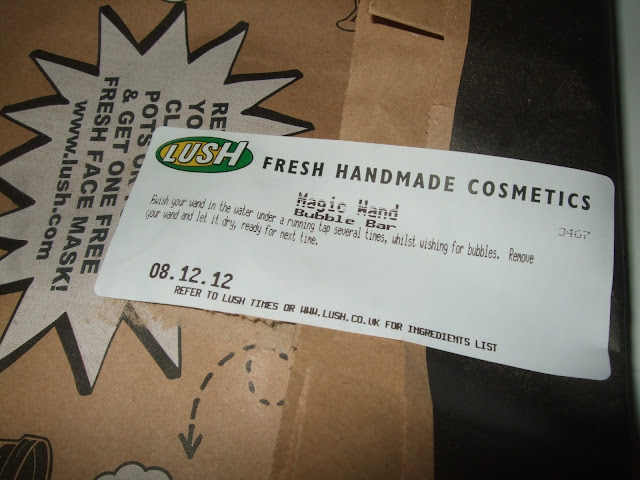 LUSH FRESH HANDMADE COSMETICS
Magic Wand
Bubble Bar
J4G7
Swish your wand in the water under a running tap several times, whilst wishing for bubbles. Remove
your wand and let it dry, ready for next time.
08.12.12
REFER TO LUSH TIMES OR WWW.LUSH.CO.UK FOR INGREDIENTS LIST
& GET ONE FREE
FRESH FACE MASK!
www.lush.com